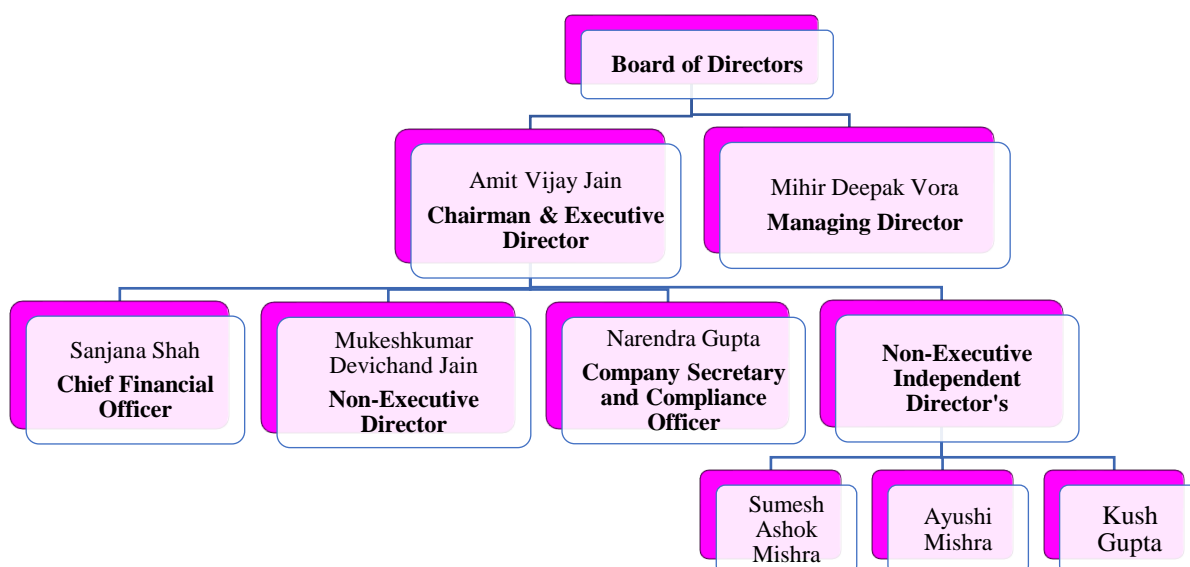 Board of Directors
Amit Vijay Jain
Chairman & Executive
Director
Mihir Deepak Vora
Managing Director
Sanjana Shah
Chief Financial
Officer
Mukeshkumar
Devichand Jain
Non-Executive
Director
Narendra Gupta
Company Secretary
and Compliance
Officer
Non-Executive
Independent
Director's
Sumesh
Ashok
Mishra
Ayushi
Mishra
Kush
Gupta